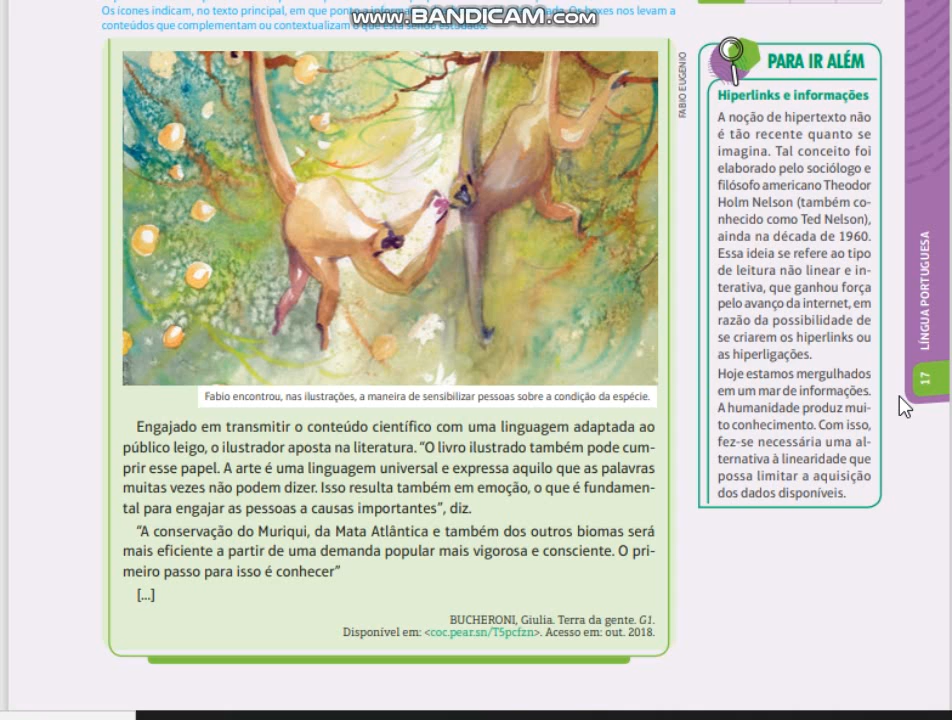 www.BANDICAM.com
Os ícones indicam, no texto principal, em que
conteúdos que complementam ou contextualizam o que está sendo estudado.
FABIO EUGENIO
Fabio encontrou, nas ilustrações, a maneira de sensibilizar pessoas sobre a condição da espécie.
Engajado em transmitir o conteúdo científico com uma linguagem adaptada ao
público leigo, o ilustrador aposta na literatura. “O livro ilustrado também pode cum-
prir esse papel. A arte é uma linguagem universal e expressa aquilo que as palavras
muitas vezes não podem dizer. Isso resulta também em emoção, o que é fundamen-
tal para engajar as pessoas a causas importantes”, diz.
“A conservação do Muriqui, da Mata Atlântica e também dos outros biomas será
mais eficiente a partir de uma demanda popular mais vigorosa e consciente. O pri-
meiro passo para isso é conhecer”
[...]
BUCHERONI, Giulia. Terra da gente. G1.
Disponível em: <coc.pear.sn/T5pcfzn>. Acesso em: out. 2018.
PARA IR ALÉM
Hiperlinks e informações
A noção de hipertexto não
é tão recente quanto se
imagina. Tal conceito foi
elaborado pelo sociólogo e
filósofo americano Theodor
Holm Nelson (também co-
nhecido como Ted Nelson),
ainda na década de 1960.
Essa ideia se refere ao tipo
de leitura não linear e in-
terativa, que ganhou força
pelo avanço da internet, em
razão da possibilidade de
se criarem os hiperlinks ou
as hiperligações.
Hoje estamos mergulhados
em um mar de informações.
A humanidade produz mui-
to conhecimento. Com isso,
fez-se necessária uma al-
ternativa à linearidade que
possa limitar a aquisição
dos dados disponíveis.
LÍNGUA PORTUGUESA
17